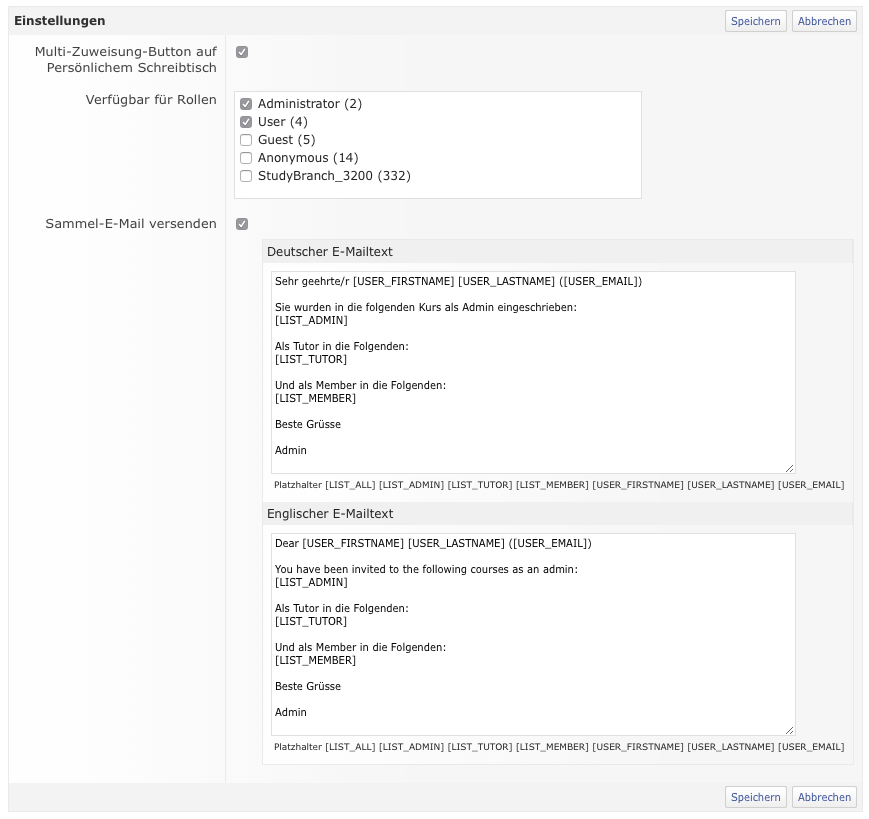 Einstellungen
Speichern
Abbrechen
Multi-Zuweisung-Button auf
Persönlichem Schreibtisch
Verfügbar für Rollen
Administrator (2)
User (4)
Guest (5)
Anonymous (14)
StudyBranch_3200 (332)
Sammel-E-Mail versenden
Deutscher E-Mailtext
Sehr geehrte/r [USER_FIRSTNAME] [USER_LASTNAME] ([USER_EMAIL])
Sie wurden in die folgenden Kurs als Admin eingeschrieben:
[LIST_ADMIN]
Als Tutor in die Folgenden:
[LIST_TUTOR]
Und als Member in die Folgenden:
[LIST_MEMBER]
Beste Grüsse
Admin
Platzhalter [LIST_ALL] [LIST_ADMIN] [LIST_TUTOR] [LIST_MEMBER] [USER_FIRSTNAME] [USER_LASTNAME] [USER_EMAIL]
Englischer E-Mailtext
Dear [USER_FIRSTNAME] [USER_LASTNAME] ([USER_EMAIL])
You have been invited to the following courses as an admin:
[LIST_ADMIN]
Als Tutor in die Folgenden:
[LIST_TUTOR]
Und als Member in die Folgenden:
[LIST_MEMBER]
Beste Grüsse
Admin
Platzhalter [LIST_ALL] [LIST_ADMIN] [LIST_TUTOR] [LIST_MEMBER] [USER_FIRSTNAME] [USER_LASTNAME] [USER_EMAIL]
Speichern
Abbrechen